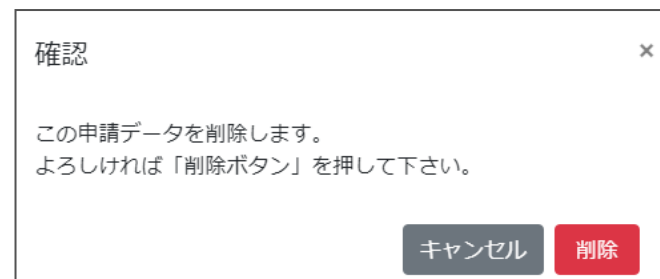 確認
×
この申請データを削除します。
よろしければ「削除ボタン」を押して下さい。
キャンセル
削除